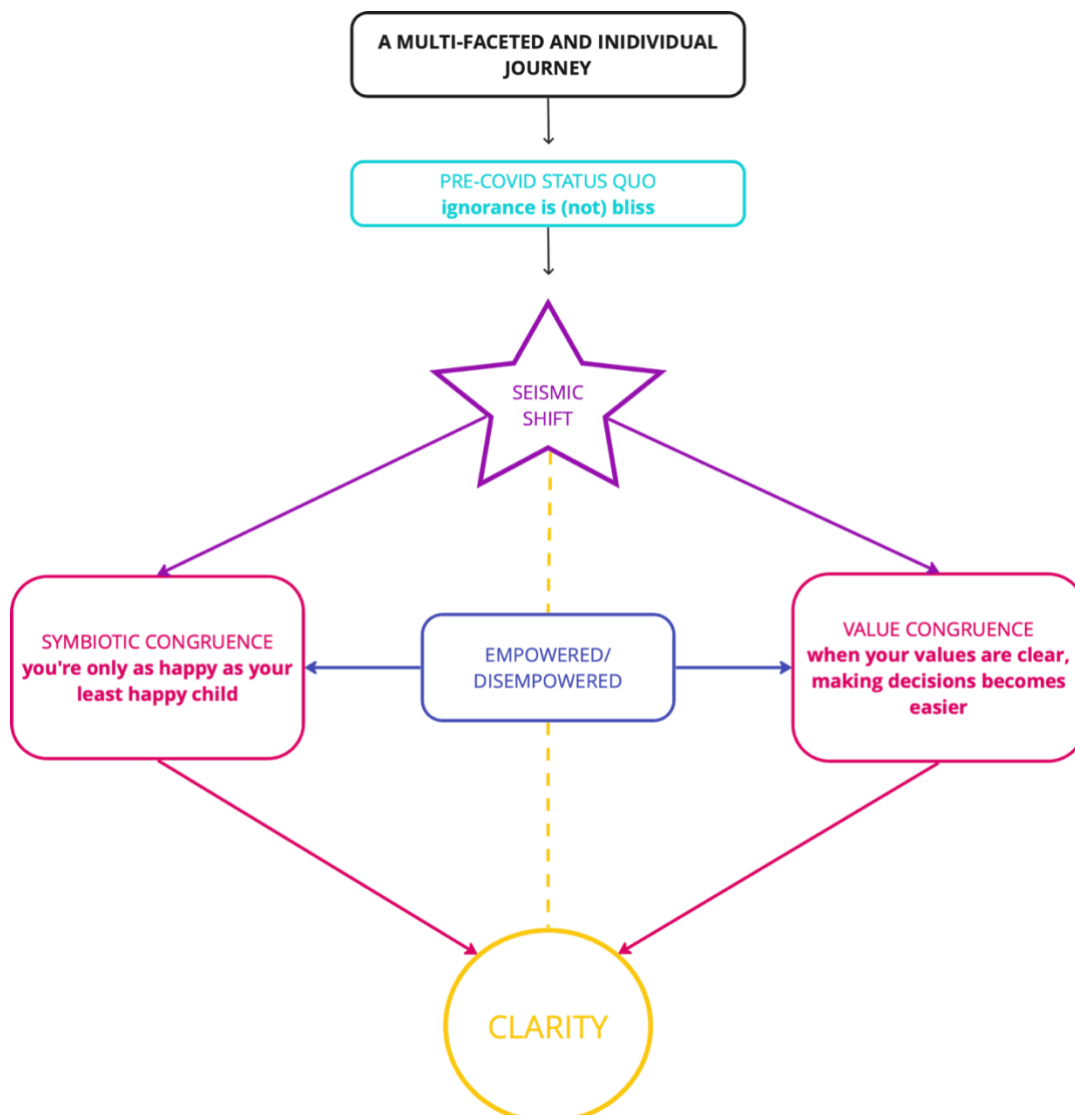 A MULTI-FACETED AND INIDIVIDUAL
JOURNEY
PRE-COVID STATUS QUO
ignorance is (not) bliss
SEISMIC
SHIFT
SYMBIOTIC CONGRUENCE
you're only as happy as your
least happy child
EMPOWERED/
DISEMPOWERED
VALUE CONGRUENCE
when your values are clear,
making decisions becomes
easier
CLARITY